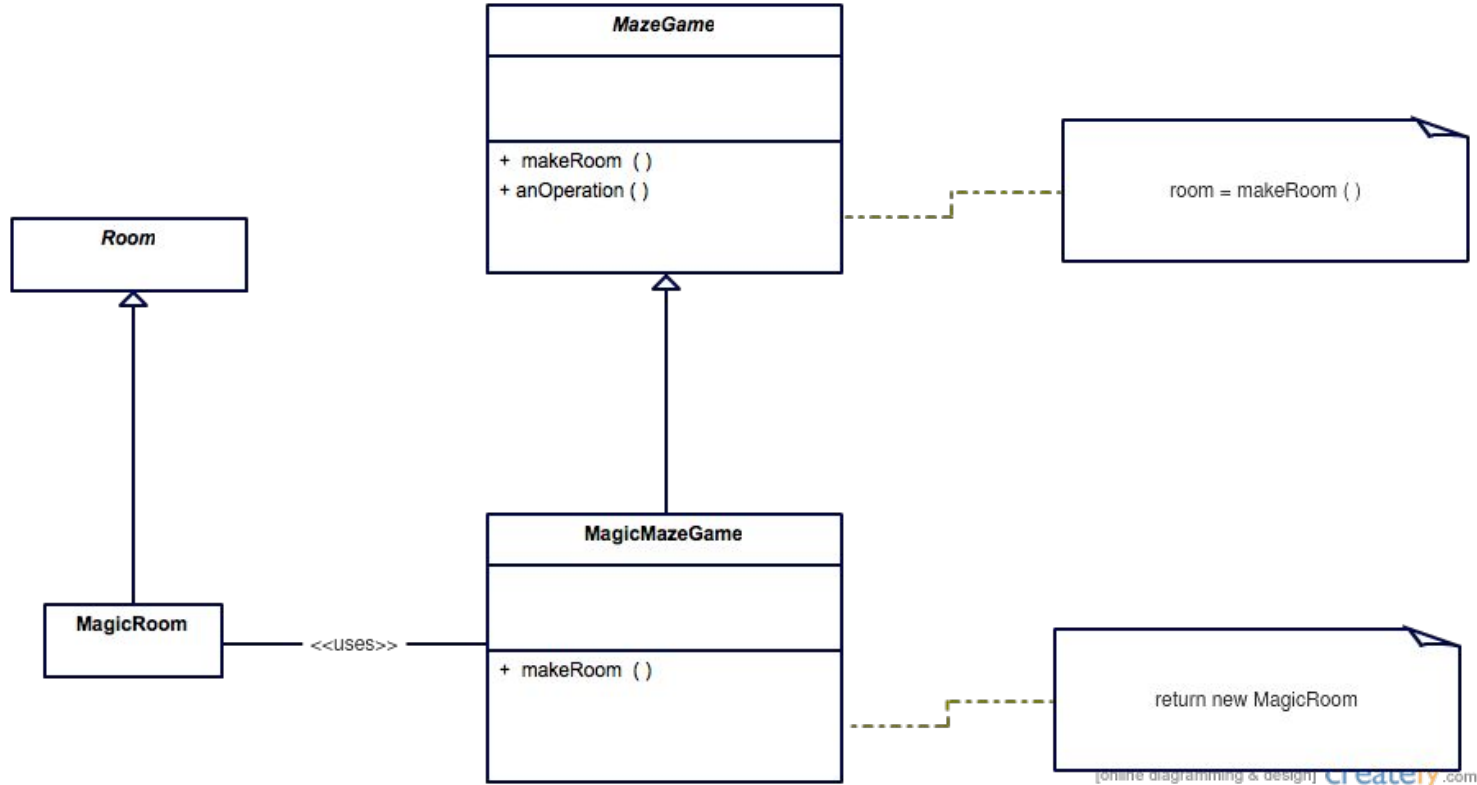 MazeGame
+ makeRoom ( )
+ anOperation ( )
room = makeRoom ( )
Room
MagicMazeGame
MagicRoom
<<uses>>
+ makeRoom ( )
return new MagicRoom
[online diagramming & design] creately.com